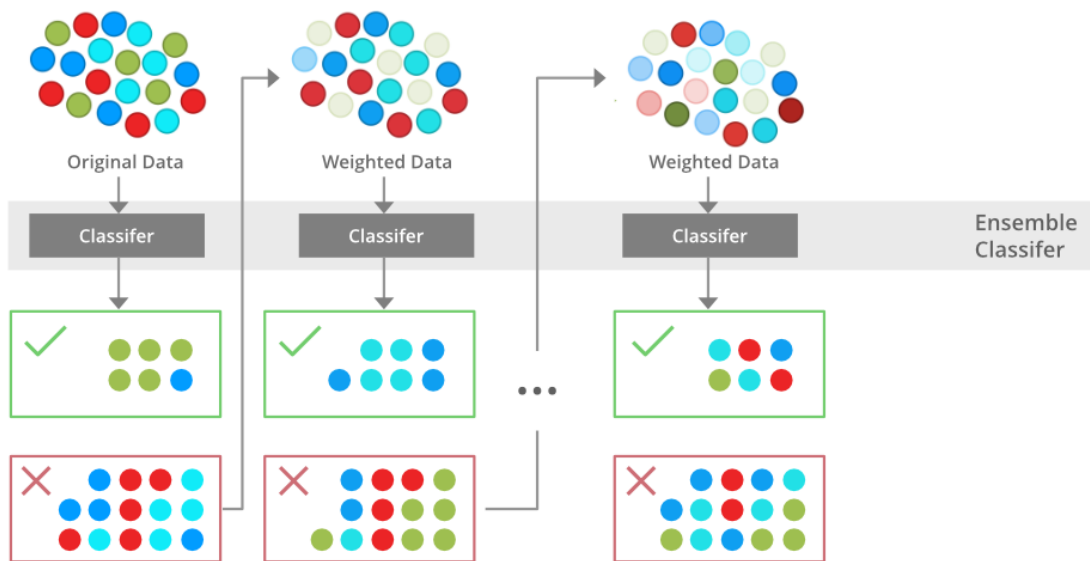 Original Data
Weighted Data
Weighted Data
Classifer
Classifer
Classifer
Ensemble
Classifer
...